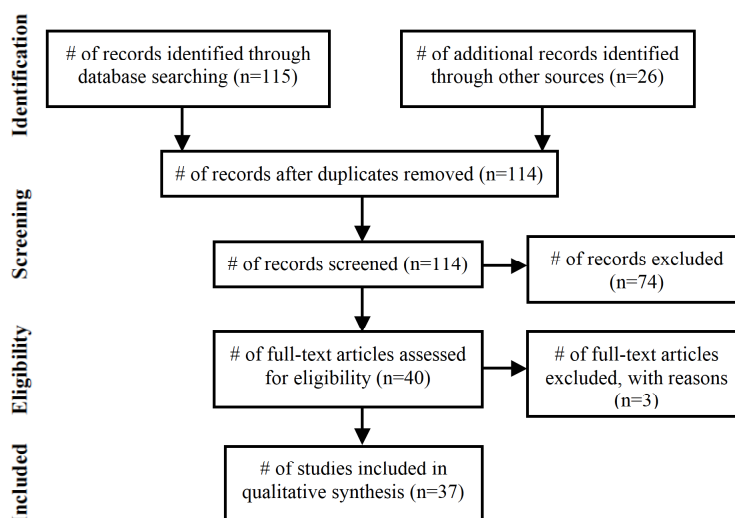 Identification
# of records identified through
database searching (n=115)
# of additional records identified
through other sources (n=26)
# of records after duplicates removed (n=114)
Screening
# of records screened (n=114)
# of records excluded
(n=74)
Eligibility
# of full-text articles assessed
for eligibility (n=40)
# of full-text articles
excluded, with reasons
(n=3)
Included
# of studies included in
qualitative synthesis (n=37)